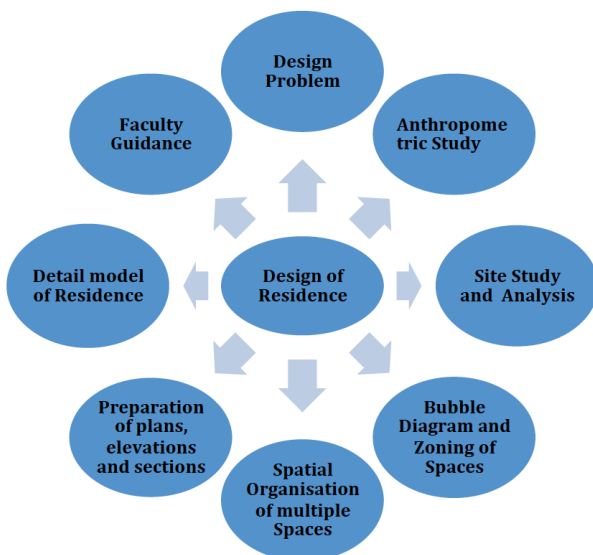 Design
Problem
Anthropome
tric Study
Site Study
and Analysis
Bubble
Diagram and
Zoning of
Spaces
Spatial
Organisation
of multiple
Spaces
Preparation
of plans,
elevations
and sections
Detail model
of Residence
Faculty
Guidance
Design of
Residence